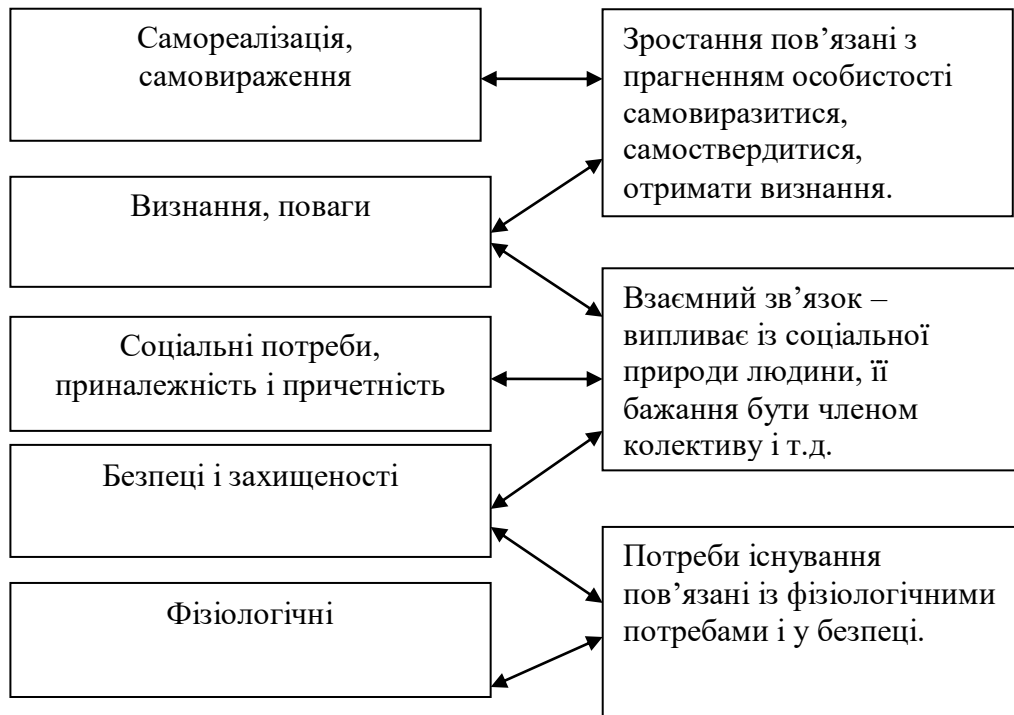 Самореалізація,
самовираження
Визнання, поваги
Соціальні потреби,
приналежність і причетність
Безпеці і захищеності
Фізіологічні
Зростання пов’язані з
прагненням особистості
самовиразитися,
самоствердитися,
отримати визнання.
Взаємний зв’язок –
випливає із соціальної
природи людини, її
бажання бути членом
колективу і т.д.
Потреби існування
пов’язані із фізіологічними
потребами і у безпеці.